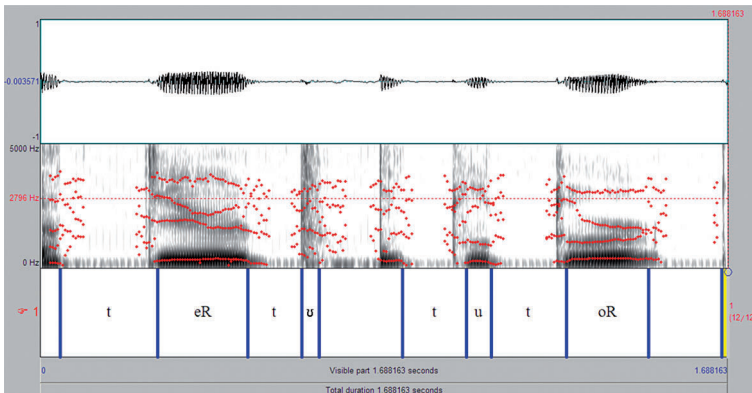 1.688163
1
-0.003571
-1
5000 Hz
2796 Hz
0 Hz
☞ 1
t eR t ʊ t u t oR
1
(12/12
0 Visible part 1.688163 seconds 1.688163
Total duration 1.688163 seconds